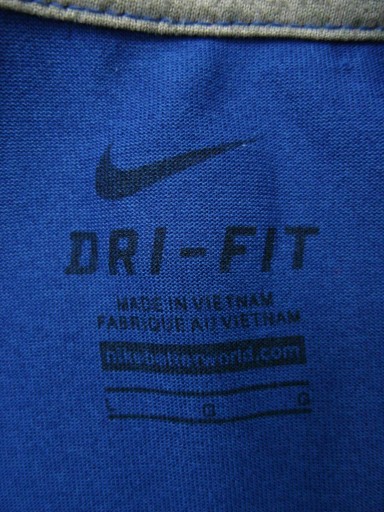 DRI-FIT
MADE IN VIETNAM
FABRIQUE AU VIETNAM
nikebetterworld.com
L G G